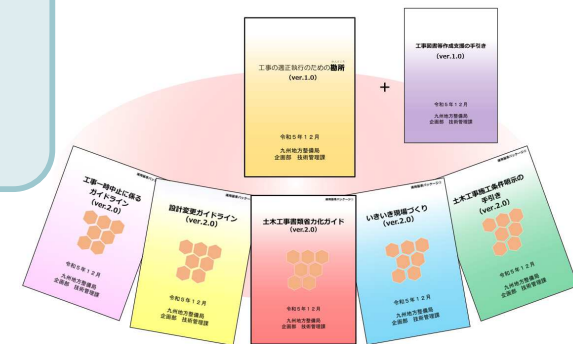 工事の適正執行のための勘所
(ver.1.0)
令和5年12月
九州地方整備局
企画部 技術管理課
+
工事図書等作成支援の手引き
(ver.1.0)
令和5年12月
九州地方整備局
企画部 技術管理課
工事一時中止に係る
ガイドライン
(ver.2.0)
令和5年12月
九州地方整備局
企画部 技術管理課
設計変更ガイドライン
(ver.2.0)
令和5年12月
九州地方整備局
企画部 技術管理課
土木工事書類省力化ガイド
(ver.2.0)
令和5年12月
九州地方整備局
企画部 技術管理課
いきいき現場づくり
(ver.2.0)
令和5年12月
九州地方整備局
企画部 技術管理課
土木工事施工条件明示の
手引き
(ver.2.0)
令和5年12月
九州地方整備局
企画部 技術管理課